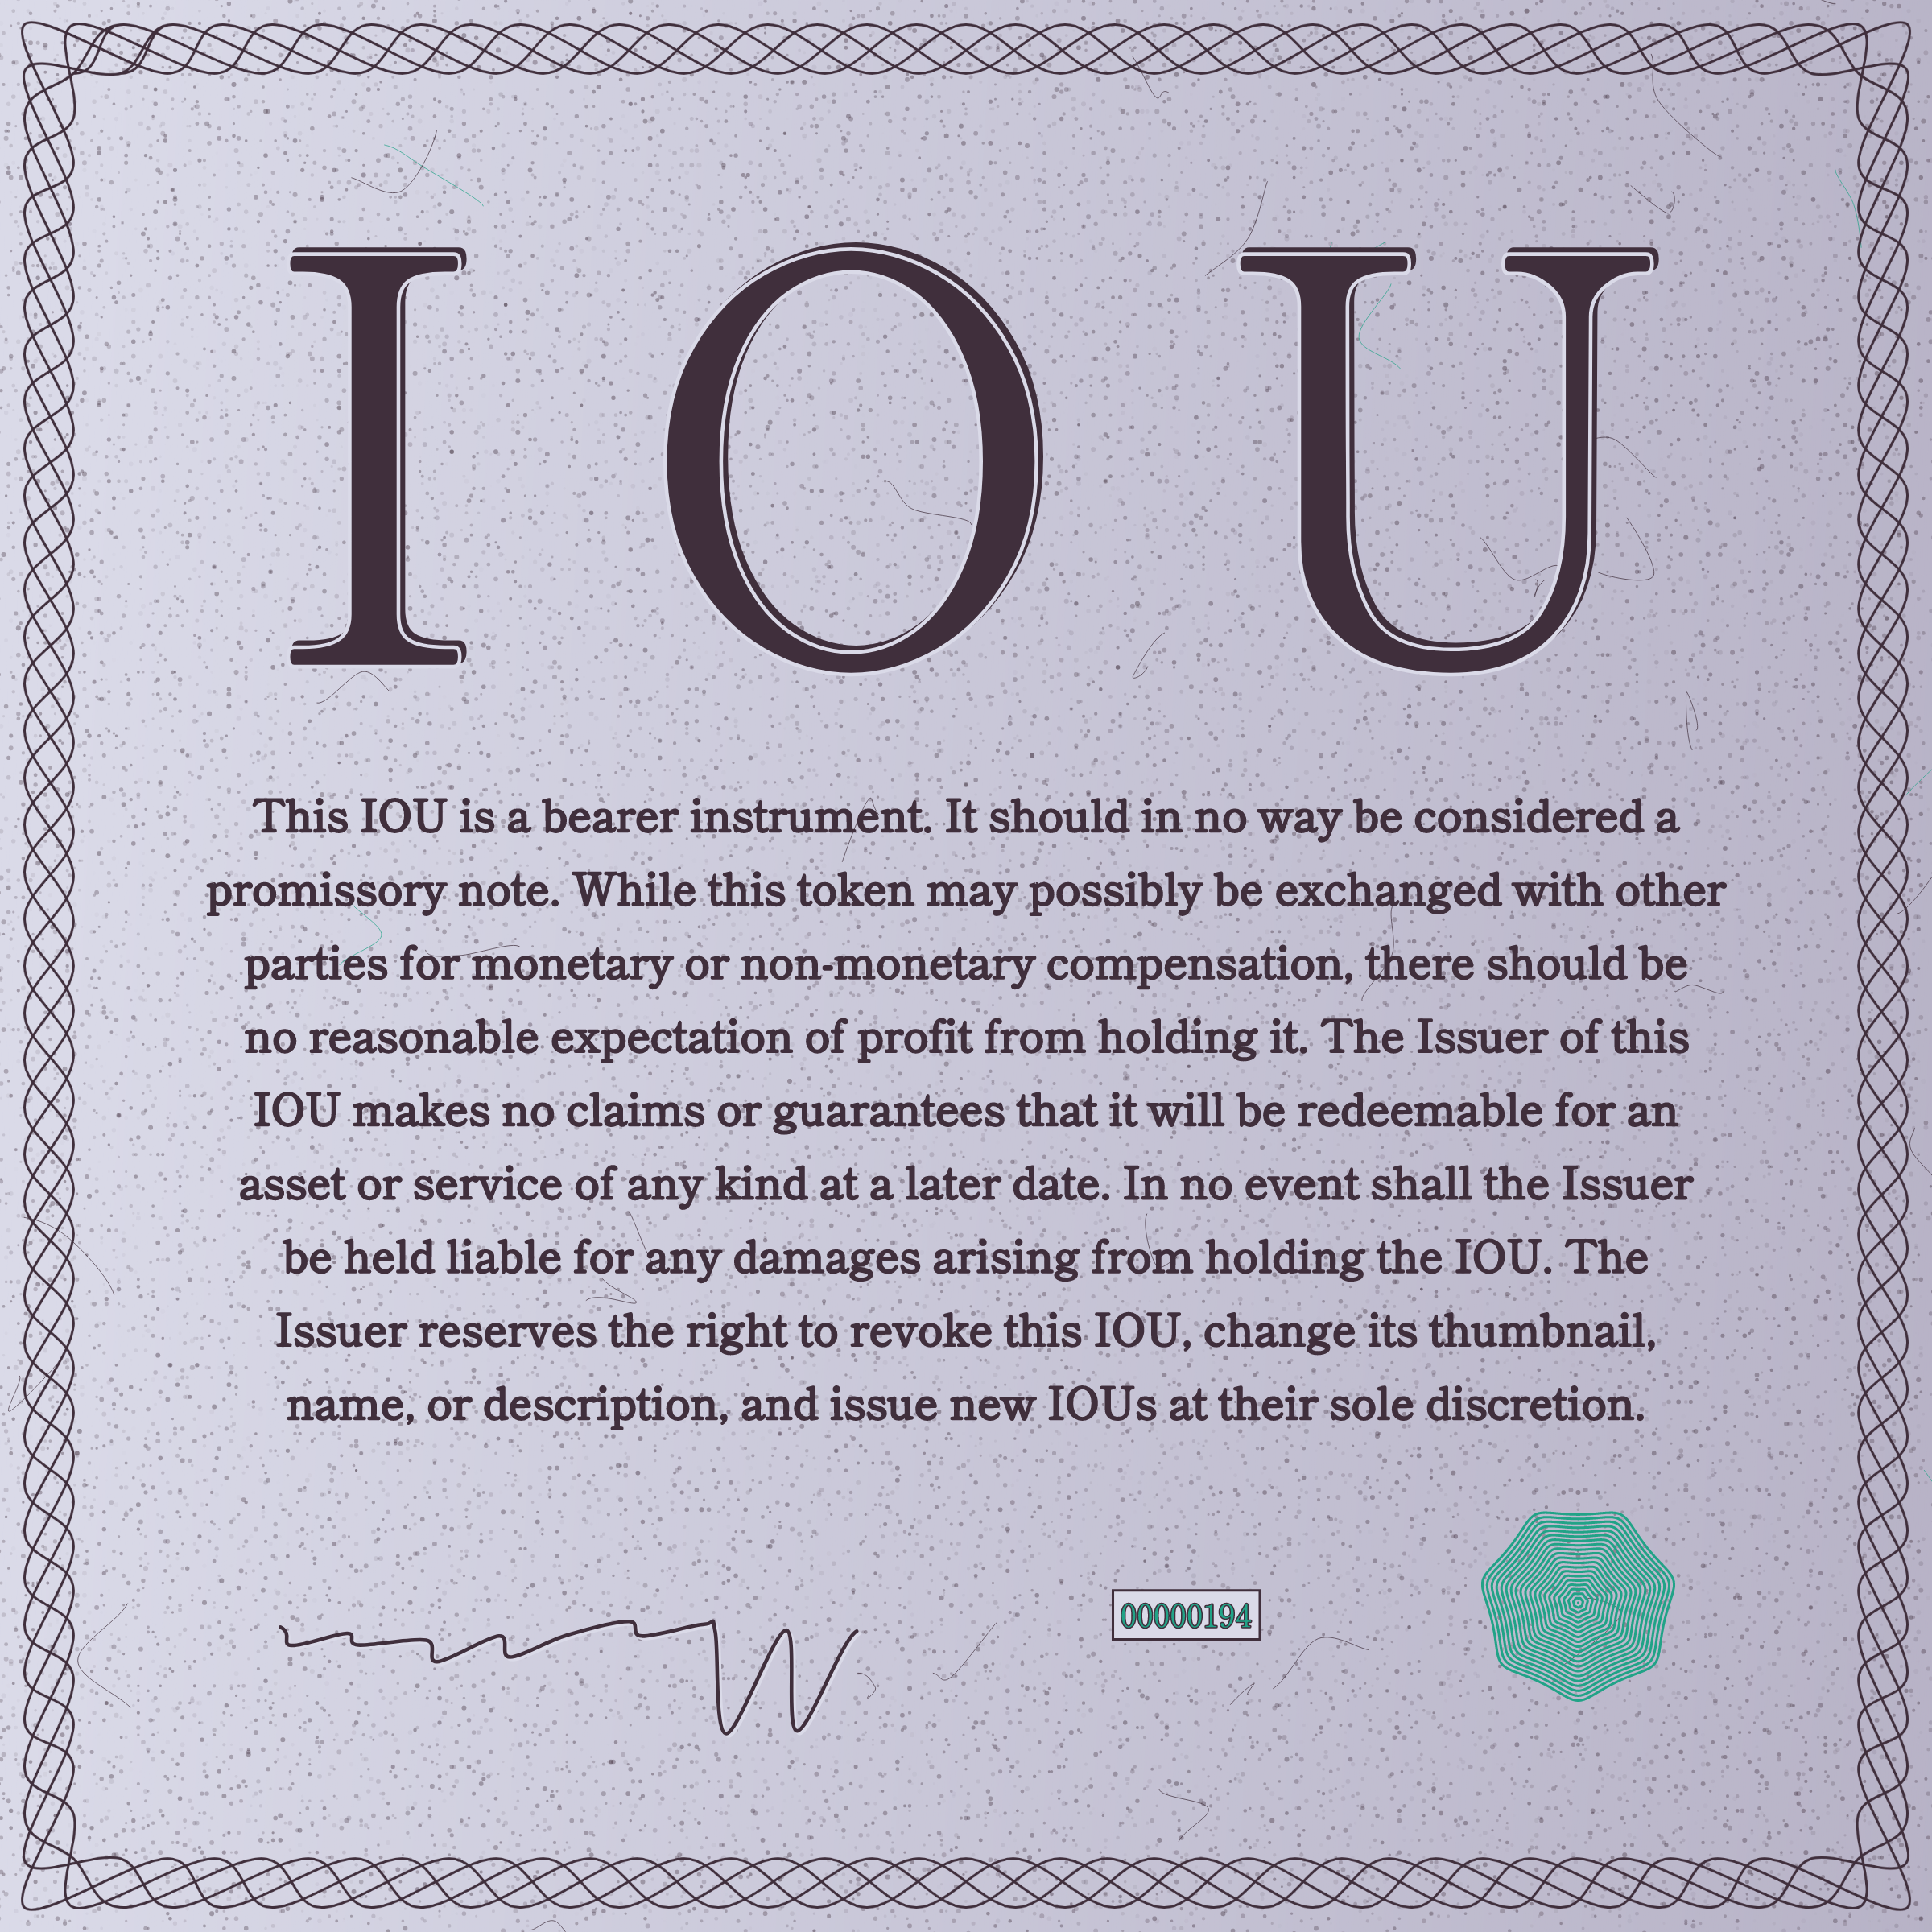 I O U
This IOU is a bearer instrument. It should in no way be considered a
promissory note. While this token may possibly be exchanged with other
parties for monetary or non-monetary compensation, there should be
no reasonable expectation of profit from holding it. The Issuer of this
IOU makes no claims or guarantees that it will be redeemable for an
asset or service of any kind at a later date. In no event shall the Issuer
be held liable for any damages arising from holding the IOU. The
Issuer reserves the right to revoke this IOU, change its thumbnail,
name, or description, and issue new IOUs at their sole discretion.
00000194